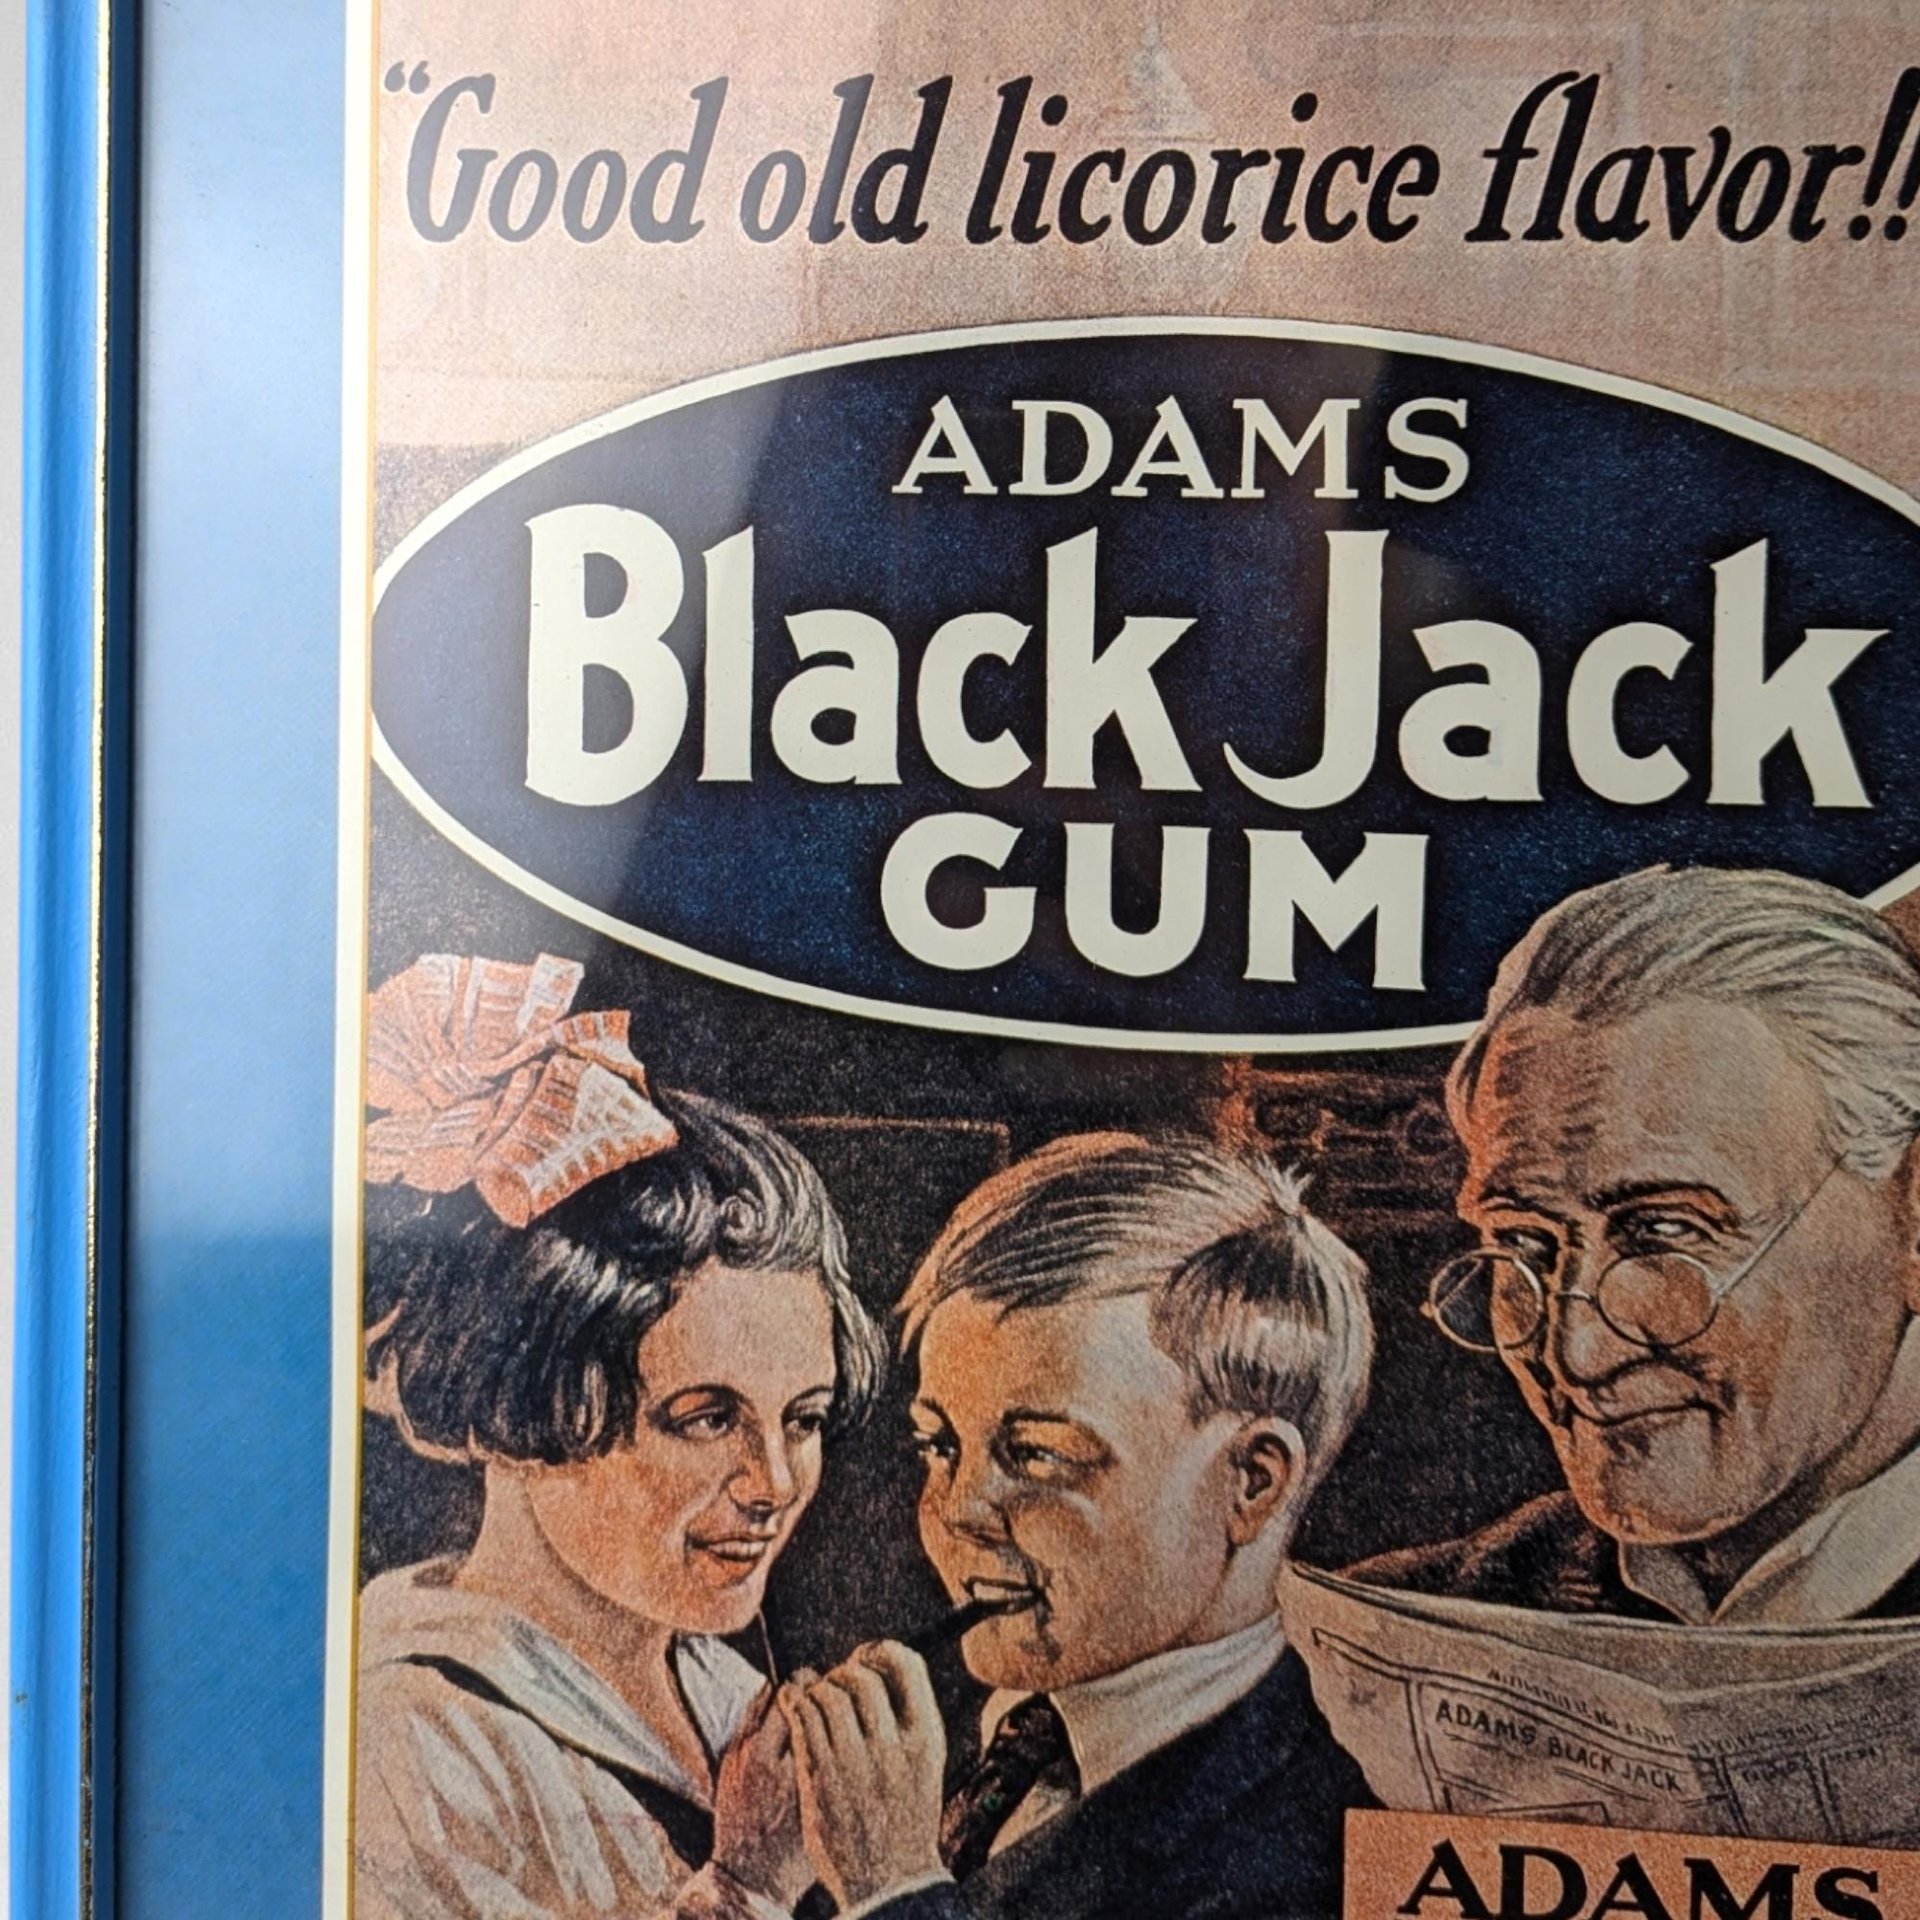 “Good old licorice flavor!!
ADAMS
Black Jack
GUM
ADAMS BLACK JACK
ADAMS